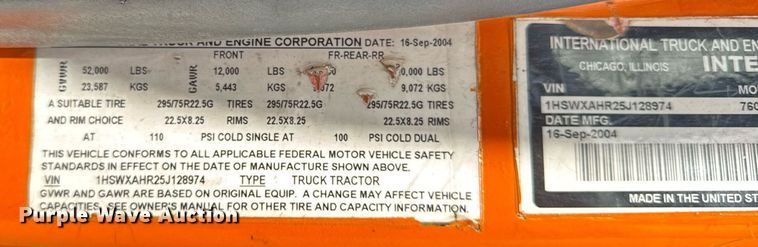 TRUCK AND ENGINE CORPORATION DATE: 16-Sep-2004
FRONT FR-REAR-RR
GVWR 52,000 LBS GAWR 12,000 LBS 0,000 LBS
23,587 KGS 5,443 KGS 072 9,072 KGS
A SUITABLE TIRE 295/75R22.5G TIRES 295/75R22.5G 295/75R22.5G TIRES
AND RIM CHOICE 22.5X8.25 RIMS 22.5X8.25 22.5X8.25 RIMS
AT 110 PSI COLD SINGLE AT 100 PSI COLD DUAL
THIS VEHICLE CONFORMS TO ALL APPLICABLE FEDERAL MOTOR VEHICLE SAFETY
STANDARDS IN EFFECT ON THE DATE OF MANUFACTURE SHOWN ABOVE.
VIN 1HSWXAHR25J128974 TYPE TRUCK TRACTOR
GVWR AND GAWR ARE BASED ON ORIGINAL EQUIP. A CHANGE MAY AFFECT VEHICLE
CAPACITIES, SEE OWNER'S MANUAL FOR OTHER TIRE AND CAPACITY INFORMATION.
INTERNATIONAL TRUCK AND EN
CHICAGO, ILLINOIS INTE
VIN MO
1HSWXAHR25J128974 760
DATE MFG.
16-Sep-2004
MADE IN THE UNITED S
Purple Wave Auction